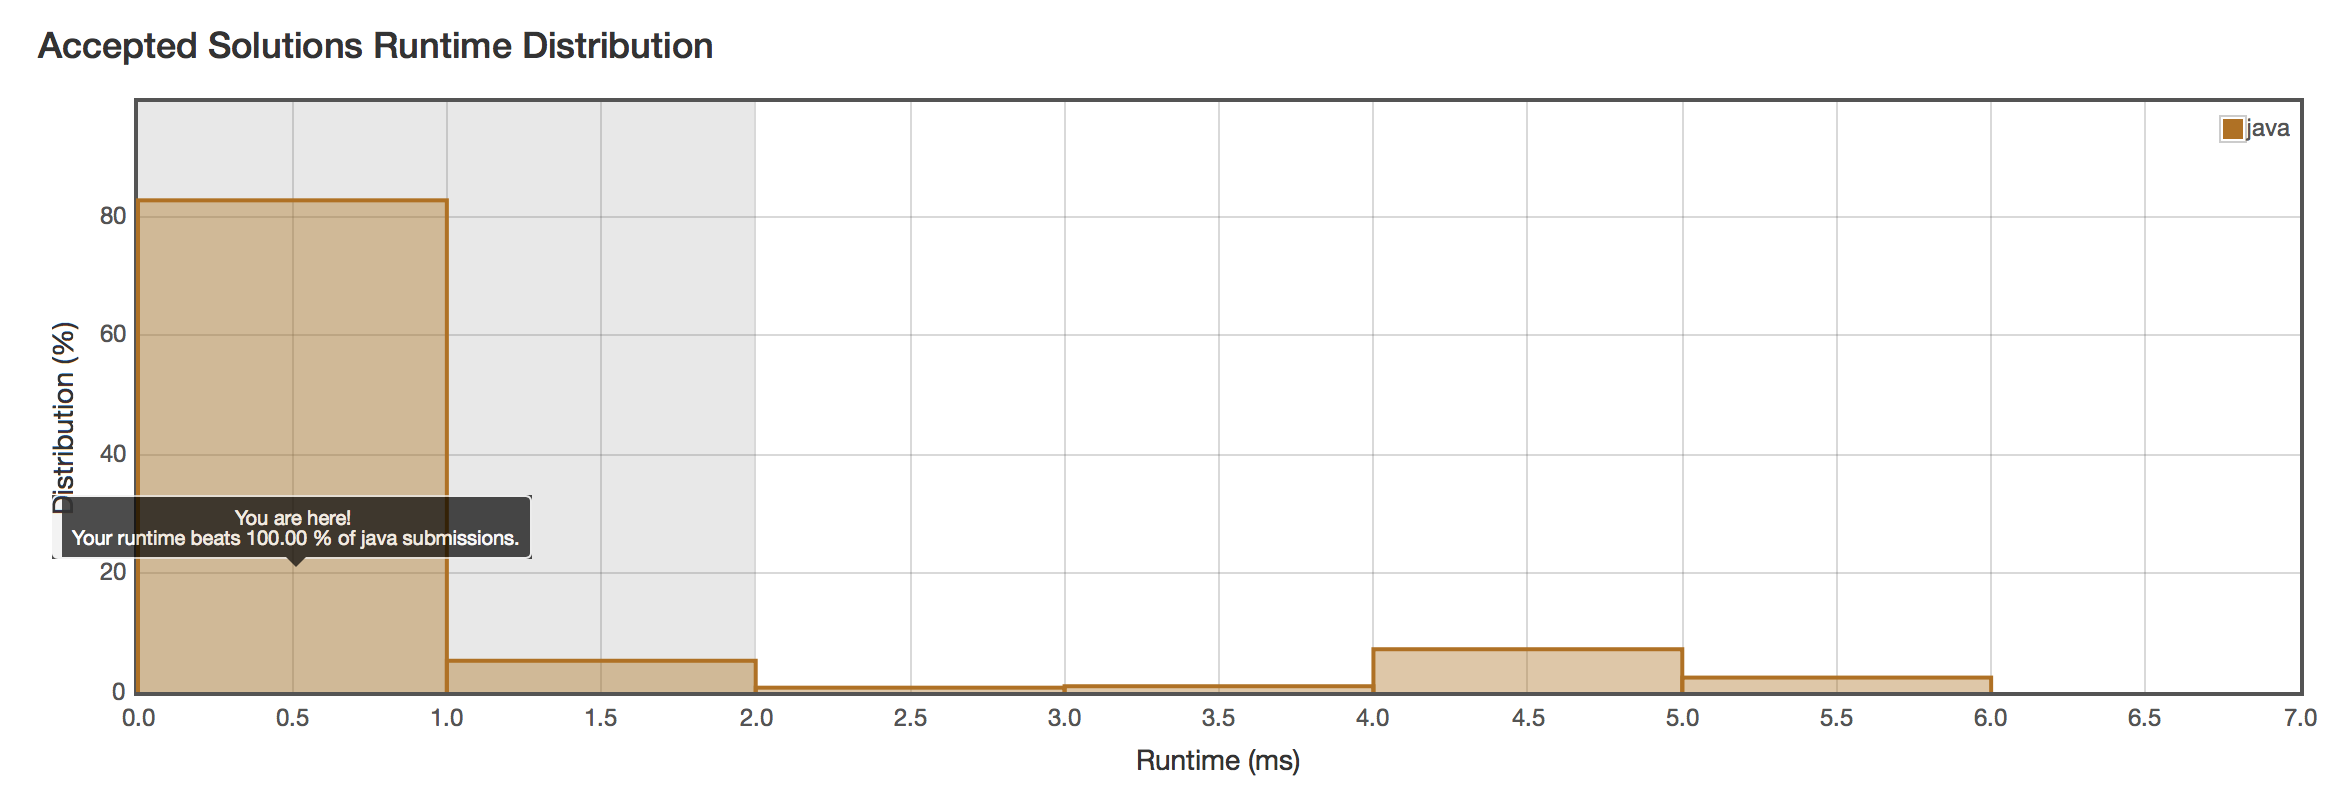 Accepted Solutions Runtime Distribution
java
80
60
40
20
0
Distribution (%)
You are here!
Your runtime beats 100.00 % of java submissions.
0.0 0.5 1.0 1.5 2.0 2.5 3.0 3.5 4.0 4.5 5.0 5.5 6.0 6.5 7.0
Runtime (ms)